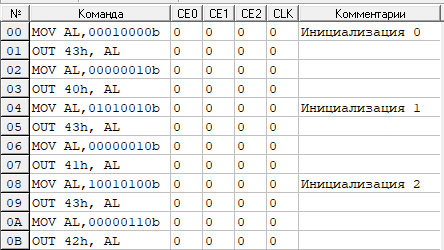 № Команда CE0 CE1 CE2 CLK Комментарии
00 MOV AL,00010000b 0 0 0 0 Инициализация 0
01 OUT 43h, AL 0 0 0 0
02 MOV AL,00000010b 0 0 0 0
03 OUT 40h, AL 0 0 0 0
04 MOV AL,01010010b 0 0 0 0 Инициализация 1
05 OUT 43h, AL 0 0 0 0
06 MOV AL,00000010b 0 0 0 0
07 OUT 41h, AL 0 0 0 0
08 MOV AL,10010100b 0 0 0 0 Инициализация 2
09 OUT 43h, AL 0 0 0 0
0A MOV AL,00000110b 0 0 0 0
0B OUT 42h, AL 0 0 0 0